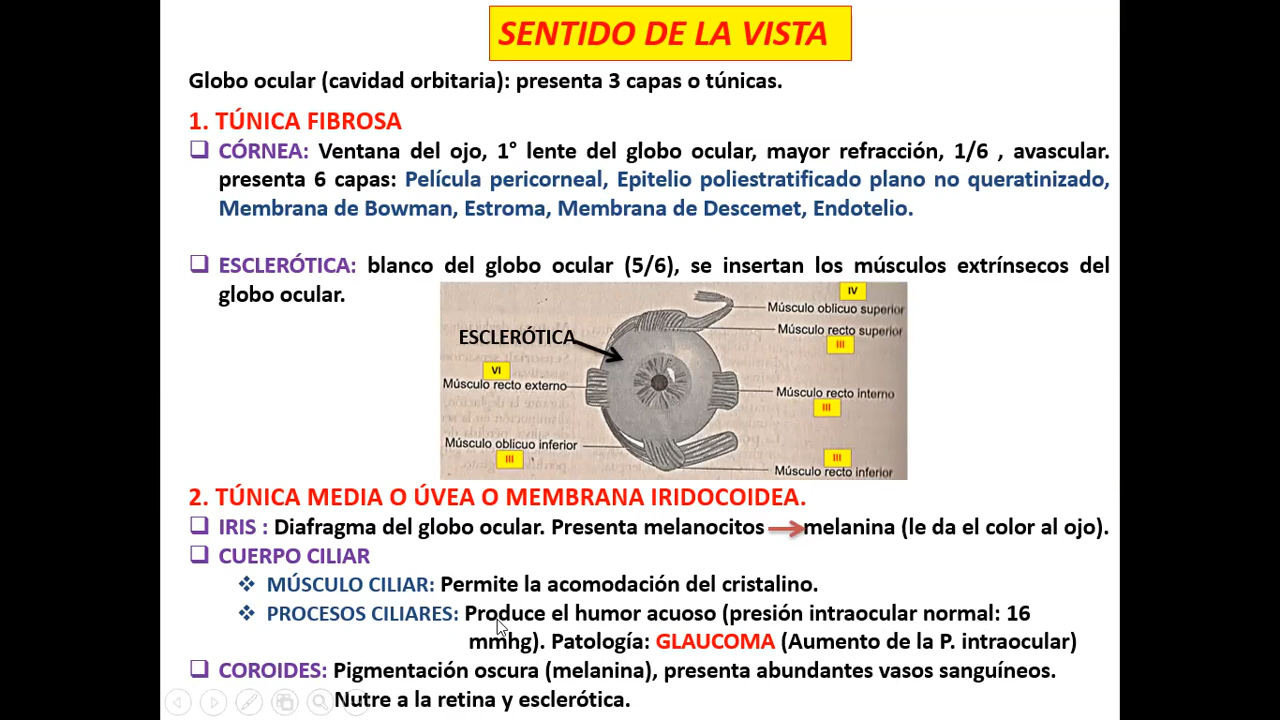 SENTIDO DE LA VISTA
Globo ocular (cavidad orbitaria): presenta 3 capas o túnicas.
1. TÚNICA FIBROSA
CÓRNEA: Ventana del ojo, 1° lente del globo ocular, mayor refracción, 1/6 , avascular.
presenta 6 capas: Película pericorneal, Epitelio poliestratificado plano no queratinizado,
Membrana de Bowman, Estroma, Membrana de Descemet, Endotelio.
ESCLERÓTICA: blanco del globo ocular (5/6), se insertan los músculos extrínsecos del
globo ocular.
IV
Músculo oblicuo superior
Músculo recto superior
III
ESCLERÓTICA
VI
Músculo recto externo
Músculo recto interno
III
Músculo oblicuo inferior
III
III
Músculo recto inferior
2. TÚNICA MEDIA O ÚVEA O MEMBRANA IRIDOCOIDEA.
IRIS : Diafragma del globo ocular. Presenta melanocitos melanina (le da el color al ojo).
CUERPO CILIAR
MÚSCULO CILIAR: Permite la acomodación del cristalino.
PROCESOS CILIARES: Produce el humor acuoso (presión intraocular normal: 16
mmhg). Patología: GLAUCOMA (Aumento de la P. intraocular)
COROIDES: Pigmentación oscura (melanina), presenta abundantes vasos sanguíneos.
Nutre a la retina y esclerótica.